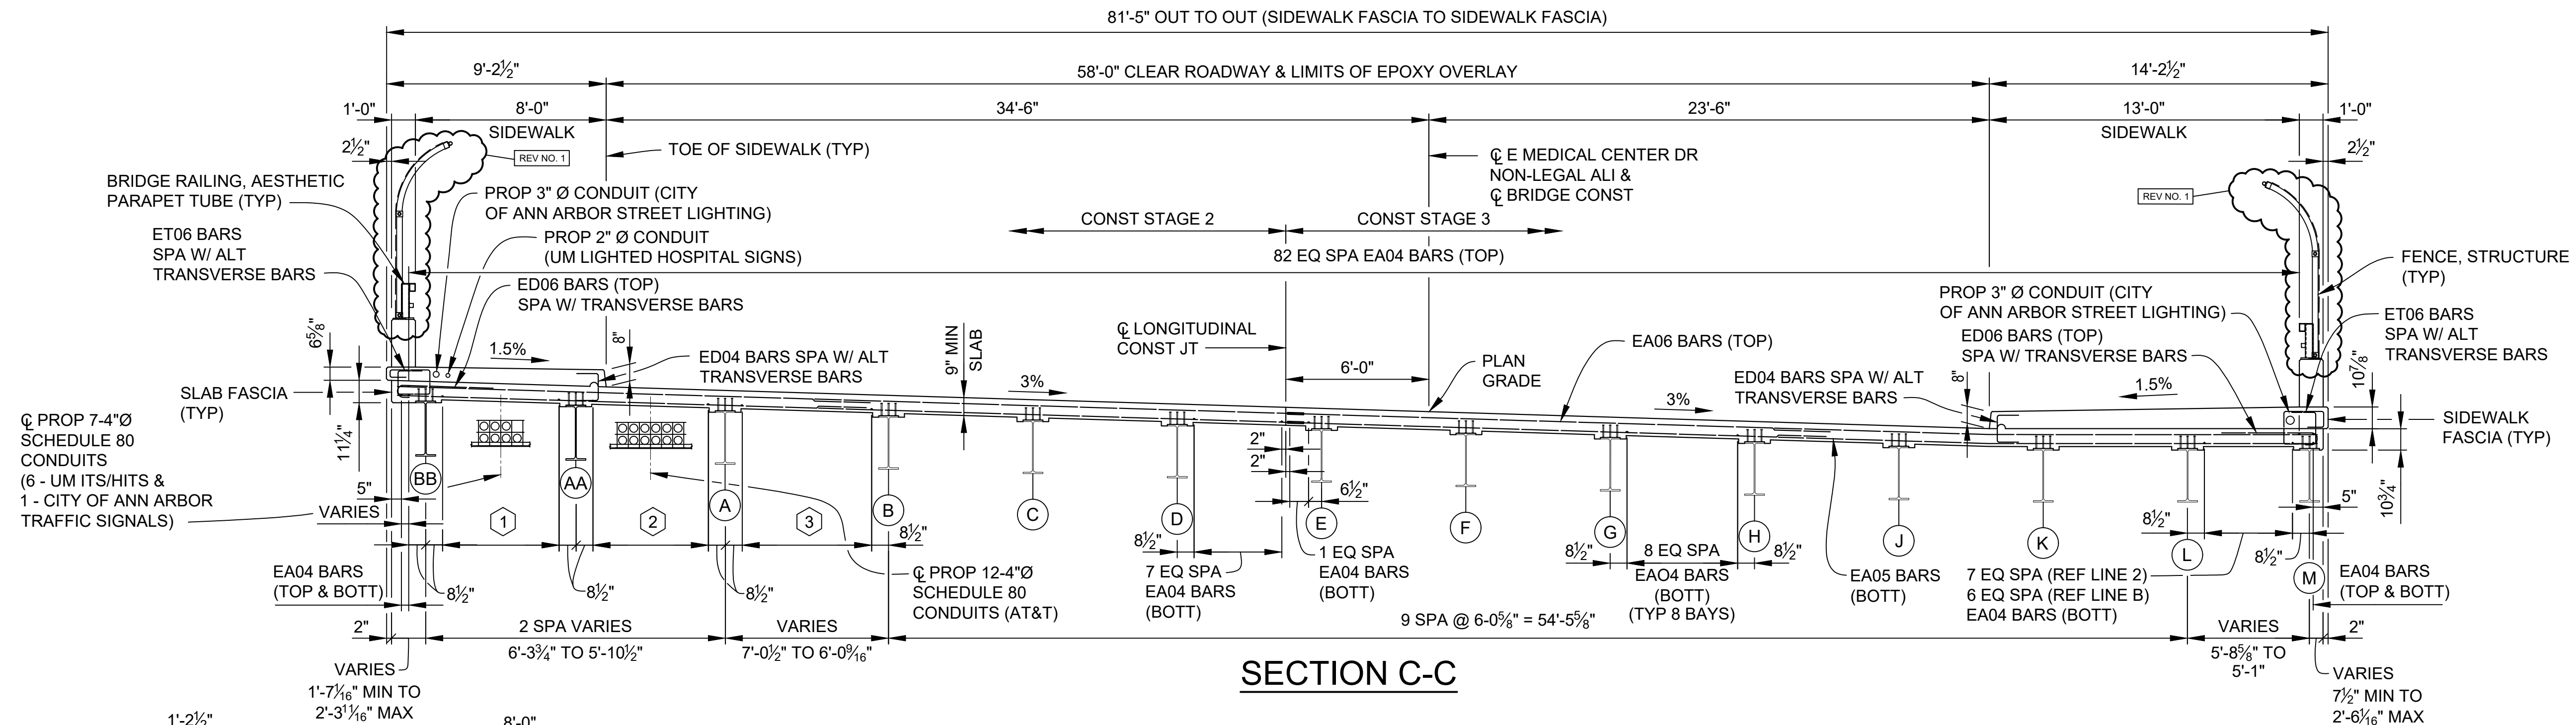 81'-5" OUT TO OUT (SIDEWALK FASCIA TO SIDEWALK FASCIA)
9'-2½"
58'-0" CLEAR ROADWAY & LIMITS OF EPOXY OVERLAY
14'-2½"
1'-0"
8'-0"
34'-6"
23'-6"
13'-0"
1'-0"
SIDEWALK
SIDEWALK
2½"
REV NO. 1
TOE OF SIDEWALK (TYP)
℄ E MEDICAL CENTER DR
NON-LEGAL ALI &
℄ BRIDGE CONST
2½"
REV NO. 1
BRIDGE RAILING, AESTHETIC
PARAPET TUBE (TYP)
PROP 3" Ø CONDUIT (CITY
OF ANN ARBOR STREET LIGHTING)
CONST STAGE 2
CONST STAGE 3
ET06 BARS
SPA W/ ALT
TRANSVERSE BARS
PROP 2" Ø CONDUIT
(UM LIGHTED HOSPITAL SIGNS)
82 EQ SPA EA04 BARS (TOP)
FENCE, STRUCTURE
(TYP)
ED06 BARS (TOP)
SPA W/ TRANSVERSE BARS
PROP 3" Ø CONDUIT (CITY
OF ANN ARBOR STREET LIGHTING)
ET06 BARS
SPA W/ ALT
TRANSVERSE BARS
6⅝"
1.5%
8"
9" MIN
SLAB
℄ LONGITUDINAL
CONST JT
EA06 BARS (TOP)
ED06 BARS (TOP)
SPA W/ TRANSVERSE BARS
ED04 BARS SPA W/ ALT
TRANSVERSE BARS
PLAN
GRADE
6'-0"
ED04 BARS SPA W/ ALT
TRANSVERSE BARS
8"
1.5%
10⅞"
SLAB FASCIA
(TYP)
3%
3%
SIDEWALK
FASCIA (TYP)
℄ PROP 7-4"Ø
SCHEDULE 80
CONDUITS
(6 - UM ITS/HITS &
1 - CITY OF ANN ARBOR
TRAFFIC SIGNALS)
11¼"
2"
2"
10¾"
BB
AA
A
B
C
D
E
F
G
H
J
K
L
M
5"
VARIES
1
2
3
6½"
8½"
5"
8½"
8½"
8½"
8 EQ SPA
8½"
8½"
EA04 BARS
(TOP & BOTT)
8½"
8½"
8½"
℄ PROP 12-4"Ø
SCHEDULE 80
CONDUITS (AT&T)
7 EQ SPA
EA04 BARS
(BOTT)
1 EQ SPA
EA04 BARS
(BOTT)
EAO4 BARS
(BOTT)
(TYP 8 BAYS)
EA05 BARS
(BOTT)
7 EQ SPA (REF LINE 2)
6 EQ SPA (REF LINE B)
EA04 BARS (BOTT)
EA04 BARS
(TOP & BOTT)
2"
2 SPA VARIES
6'-3¾" TO 5'-10½"
VARIES
7'-0½" TO 6'-0⁹⁄₁₆"
9 SPA @ 6-0⅝" = 54'-5⅝"
VARIES
5'-8⅝" TO
5'-1"
2"
VARIES
1'-7¹⁄₁₆" MIN TO
2'-3¹¹⁄₁₆" MAX
SECTION C-C
VARIES
7½" MIN TO
2'-6¹⁄₁₆" MAX
1'-2½"
8'-0"